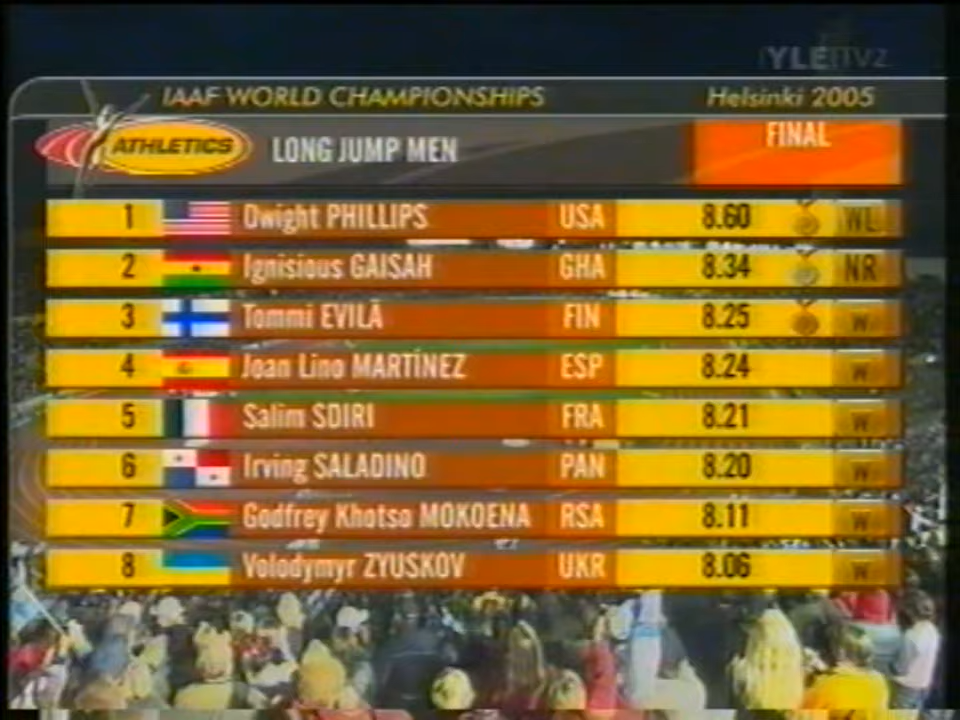 YLE TV2
IAAF WORLD CHAMPIONSHIPS Helsinki 2005
ATHLETICS LONG JUMP MEN FINAL
1 Dwight PHILLIPS USA 8.60 WL
2 Ignisious GAISAH GHA 8.34 NR
3 Tommi EVILÄ FIN 8.25 w
4 Joan Lino MARTÍNEZ ESP 8.24 w
5 Salim SDIRI FRA 8.21 w
6 Irving SALADINO PAN 8.20 w
7 Godfrey Khotso MOKOENA RSA 8.11 w
8 Volodymyr ZYUSKOV UKR 8.06 w